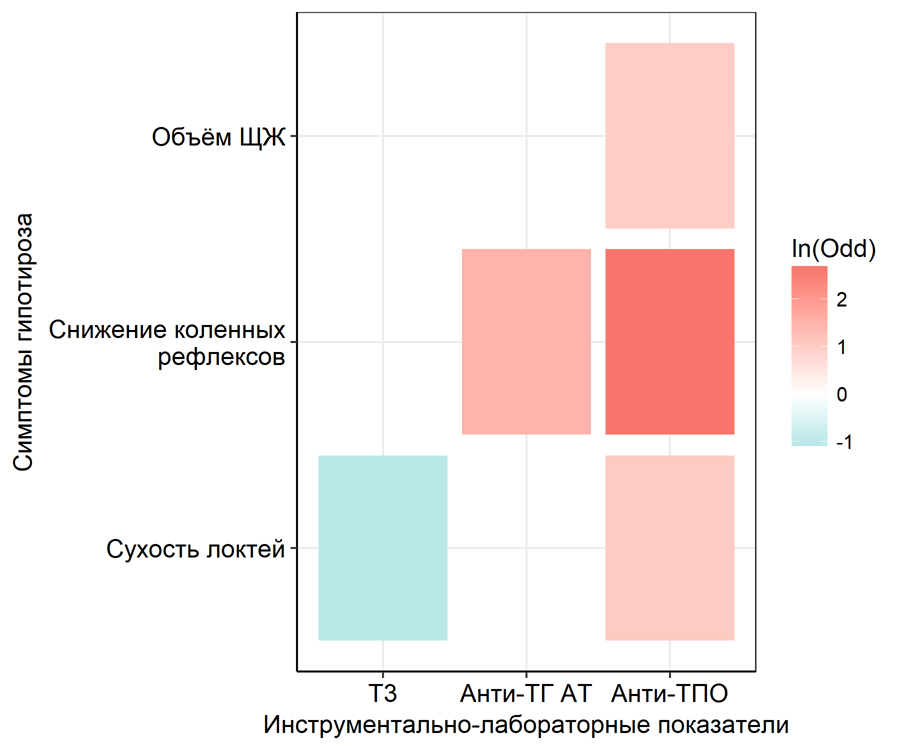 Объём ЩЖ
Снижение коленных
рефлексов
Сухость локтей
Симптомы гипотироза
Т3
Анти-ТГ АТ
Анти-ТПО
Инструментально-лабораторные показатели
ln(Odd)
2
1
0
-1